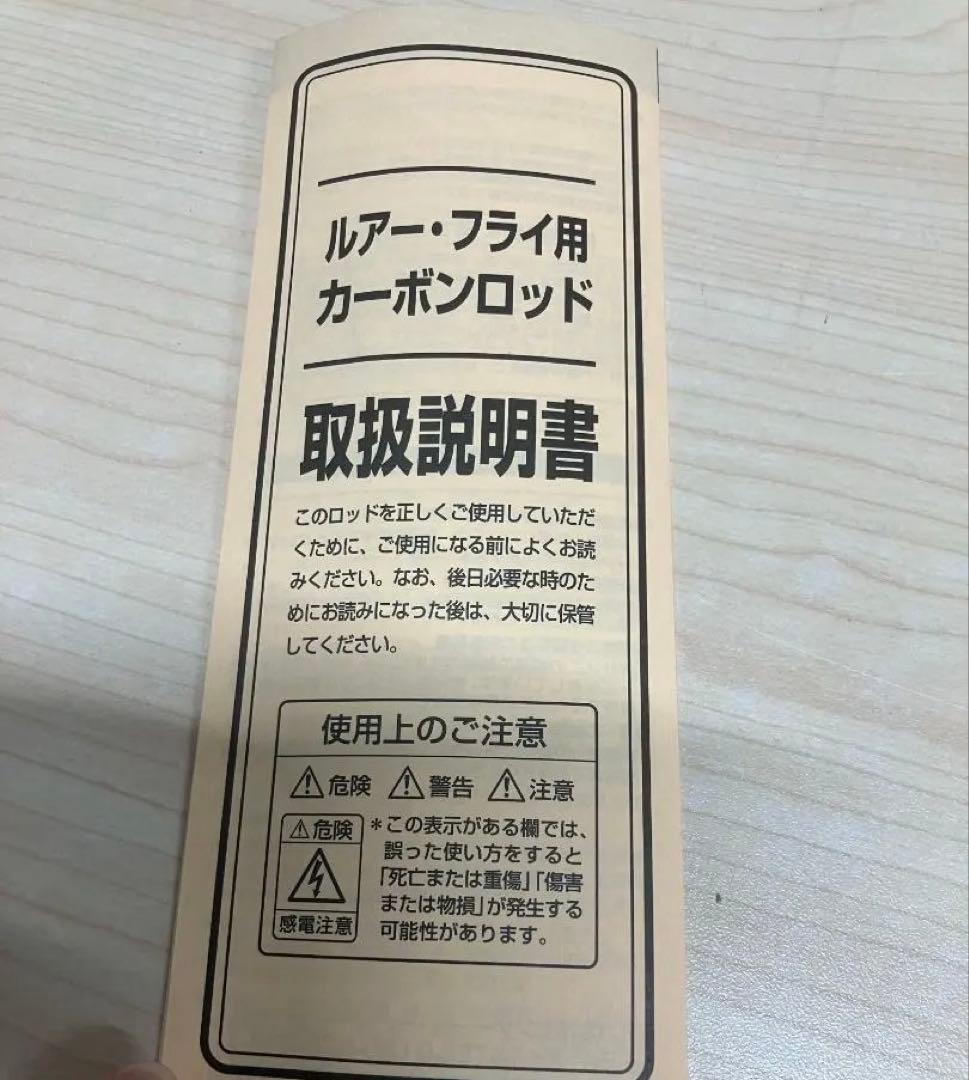 ルアー・フライ用
カーボンロッド
取扱説明書
このロッドを正しくご使用していただ
くために、ご使用になる前によくお読
みください。なお、後日必要な時のた
めにお読みになった後は、大切に保管
してください。
使用上のご注意
⚠危険 ⚠警告 ⚠注意
⚠危険
感電注意
＊この表示がある欄では、
誤った使い方をすると
「死亡または重傷」「傷害
または物損」が発生する
可能性があります。